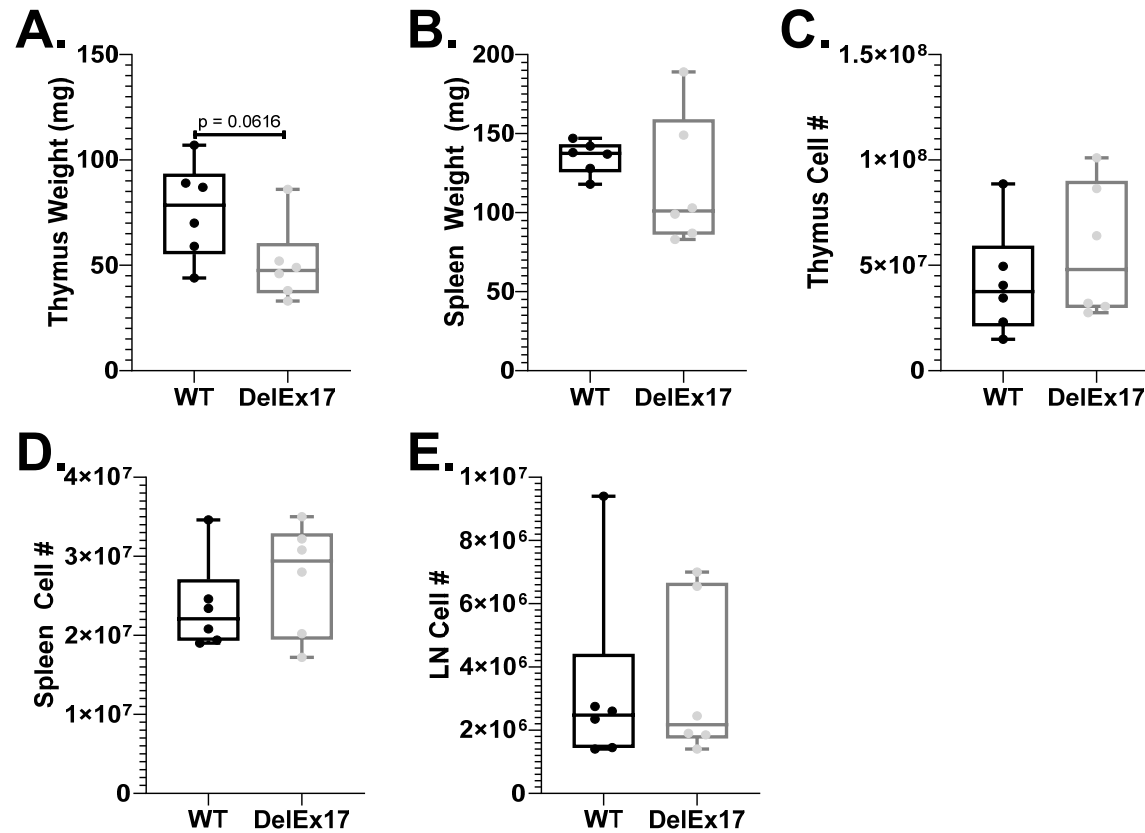 A.
Thymus Weight (mg)
150
100
50
0
p = 0.0616
WT DelEx17
B.
Spleen Weight (mg)
200
150
100
50
0
WT DelEx17
C.
Thymus Cell #
1.5×10⁸
1×10⁸
5×10⁷
0
WT DelEx17
D.
Spleen Cell #
4×10⁷
3×10⁷
2×10⁷
1×10⁷
0
WT DelEx17
E.
LN Cell #
1×10⁷
8×10⁶
6×10⁶
4×10⁶
2×10⁶
0
WT DelEx17